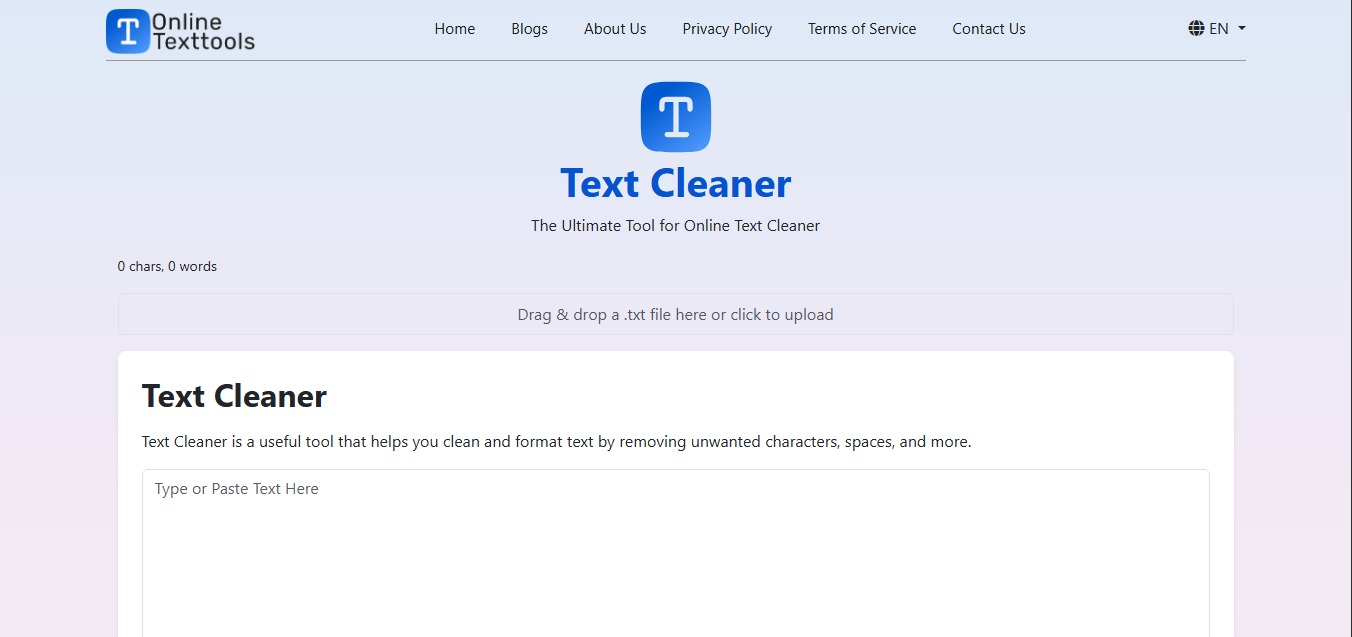 Online
Texttools
Home Blogs About Us Privacy Policy Terms of Service Contact Us EN
Text Cleaner
The Ultimate Tool for Online Text Cleaner
0 chars, 0 words
Drag & drop a .txt file here or click to upload
Text Cleaner
Text Cleaner is a useful tool that helps you clean and format text by removing unwanted characters, spaces, and more.
Type or Paste Text Here